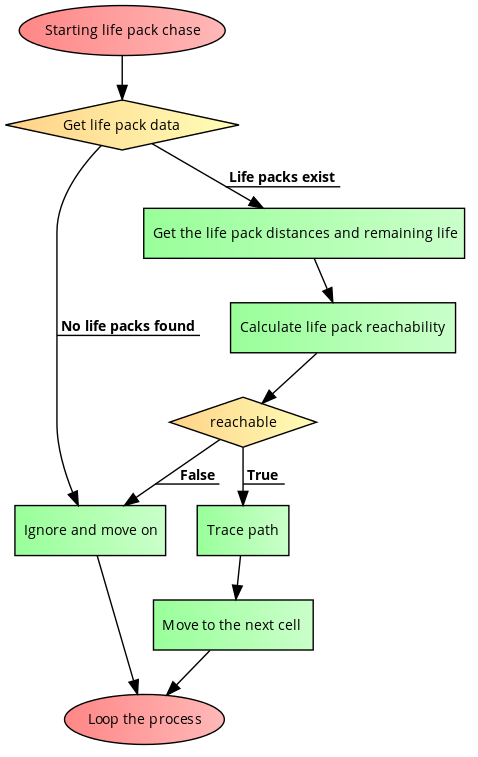 Starting life pack chase
Get life pack data
Life packs exist
Get the life pack distances and remaining life
No life packs found
Calculate life pack reachability
reachable
False
True
Ignore and move on
Trace path
Move to the next cell
Loop the process